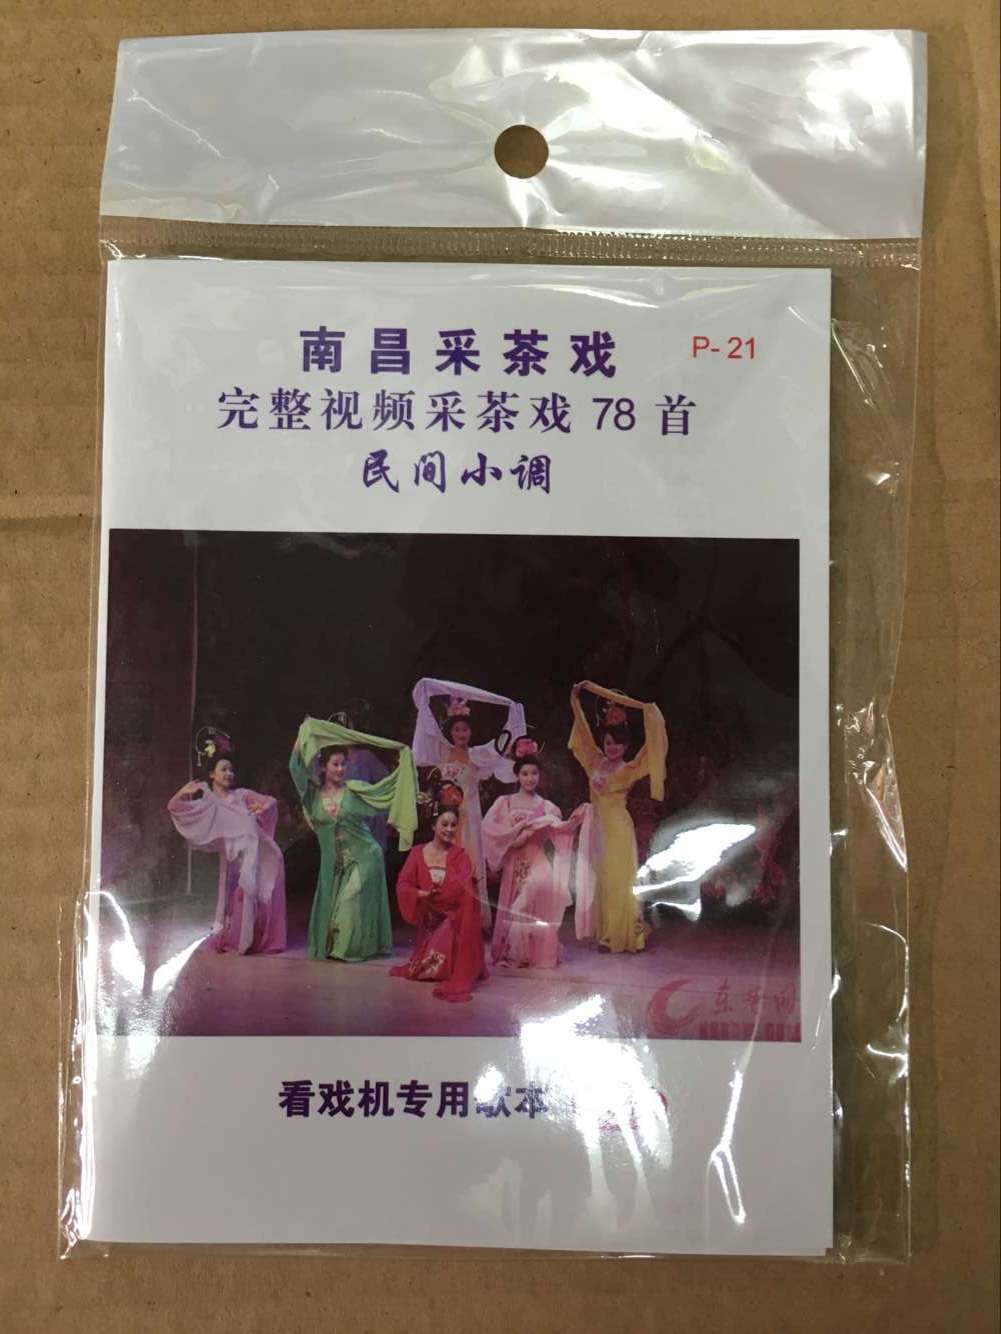 南昌采茶戏
P-21
完整视频采茶戏 78 首
民间小调
看戏机专用歌本